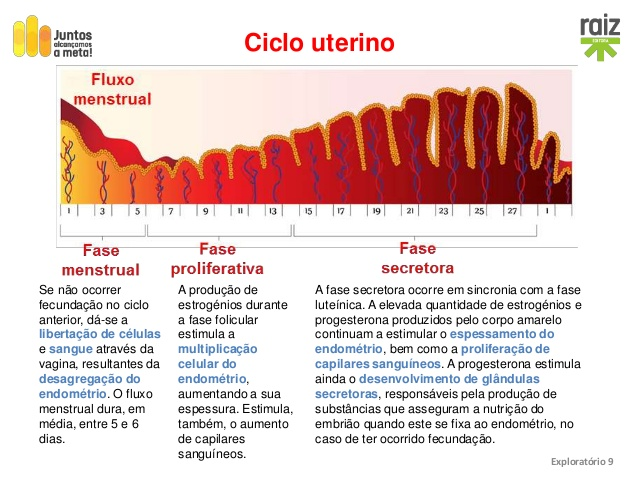 Juntos
alcançamos
a meta!
Ciclo uterino
raiz
EDITORA
Fluxo
menstrual
1 3 5 7 9 11 13 15 17 19 21 23 25 27 1
Fase
menstrual
Fase
proliferativa
Fase
secretora
Se não ocorrer
fecundação no ciclo
anterior, dá-se a
libertação de células
e sangue através da
vagina, resultantes da
desagregação do
endométrio. O fluxo
menstrual dura, em
média, entre 5 e 6
dias.
A produção de
estrogénios durante
a fase folicular
estimula a
multiplicação
celular do
endométrio,
aumentando a sua
espessura. Estimula,
também, o aumento
de capilares
sanguíneos.
A fase secretora ocorre em sincronia com a fase
luteínica. A elevada quantidade de estrogénios e
progesterona produzidos pelo corpo amarelo
continuam a estimular o espessamento do
endométrio, bem como a proliferação de
capilares sanguíneos. A progesterona estimula
ainda o desenvolvimento de glândulas
secretoras, responsáveis pela produção de
substâncias que asseguram a nutrição do
embrião quando este se fixa ao endométrio, no
caso de ter ocorrido fecundação.
Exploratório 9